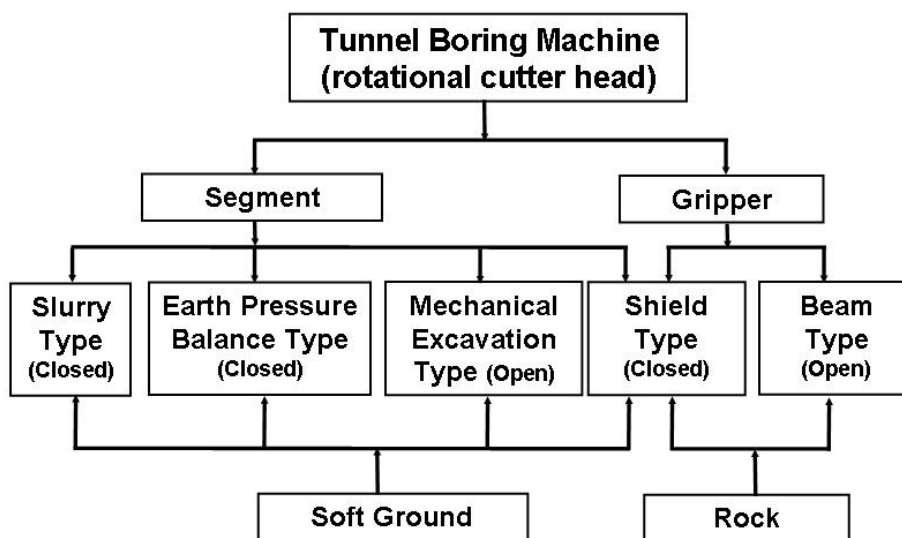 Tunnel Boring Machine
(rotational cutter head)
Segment
Gripper
Slurry
Type
(Closed)
Earth Pressure
Balance Type
(Closed)
Mechanical
Excavation
Type (Open)
Shield
Type
(Closed)
Beam
Type
(Open)
Soft Ground
Rock